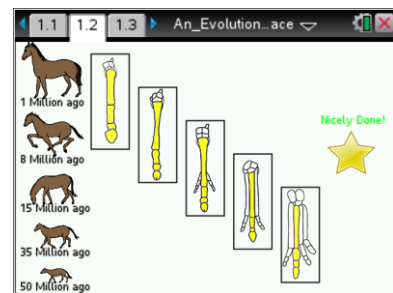 1.1 1.2 1.3 An_Evolution...ace
1 Million ago
Nicely Done!
8 Million ago
15 Million ago
35 Million ago
50 Million ago